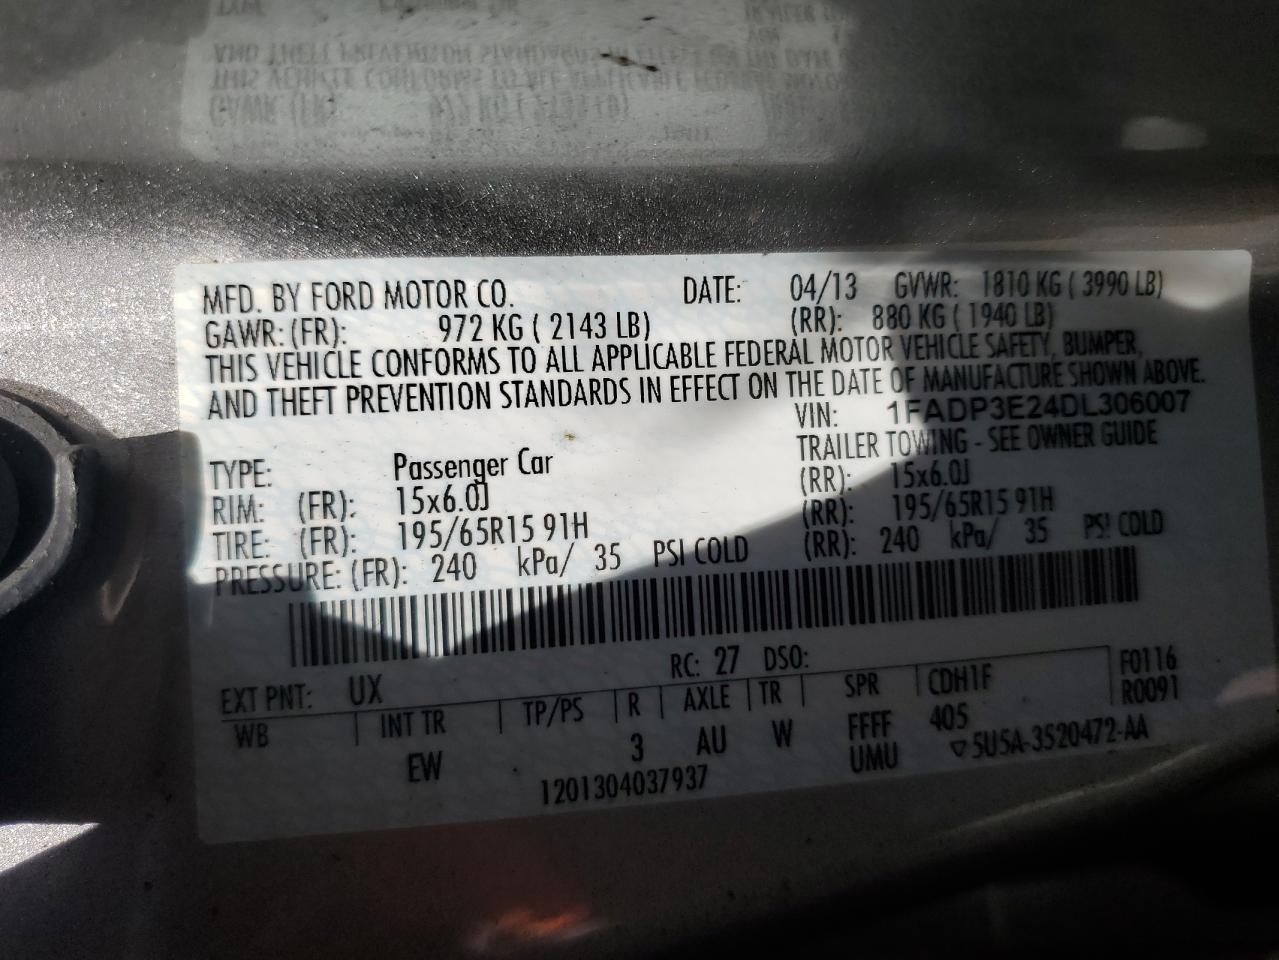 MFD. BY FORD MOTOR CO. DATE: 04/13 GVWR: 1810 KG ( 3990 LB)
GAWR: (FR): 972 KG ( 2143 LB) (RR): 880 KG ( 1940 LB)
THIS VEHICLE CONFORMS TO ALL APPLICABLE FEDERAL MOTOR VEHICLE SAFETY, BUMPER,
AND THEFT PREVENTION STANDARDS IN EFFECT ON THE DATE OF MANUFACTURE SHOWN ABOVE.
VIN: 1FADP3E24DL306007
TYPE: Passenger Car TRAILER TOWING - SEE OWNER GUIDE
RIM: (FR): 15x6.0J (RR): 15x6.0J
TIRE: (FR): 195/65R15 91H (RR): 195/65R15 91H
PRESSURE: (FR): 240 kPa/ 35 PSI COLD (RR): 240 kPa/ 35 PSI COLD
EXT PNT: UX RC: 27 DSO:
WB INT TR TP/PS R AXLE TR SPR CDH1F F0116
EW 3 AU W FFFF 405 R0091
UMU 5U5A-3520472-AA
1201304037937